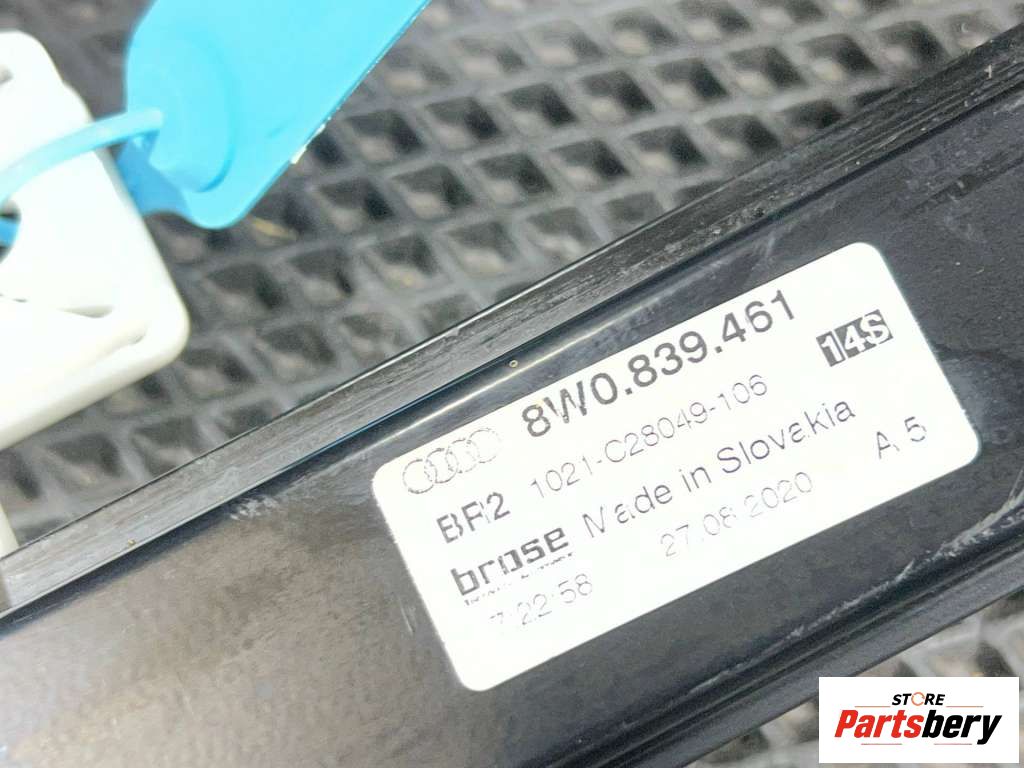 8W0.839.461
14S
BR2 1021-C28049-106
brose Made in Slovakia
A.5
7:22:58 27.08.2020
STORE
Partsbery